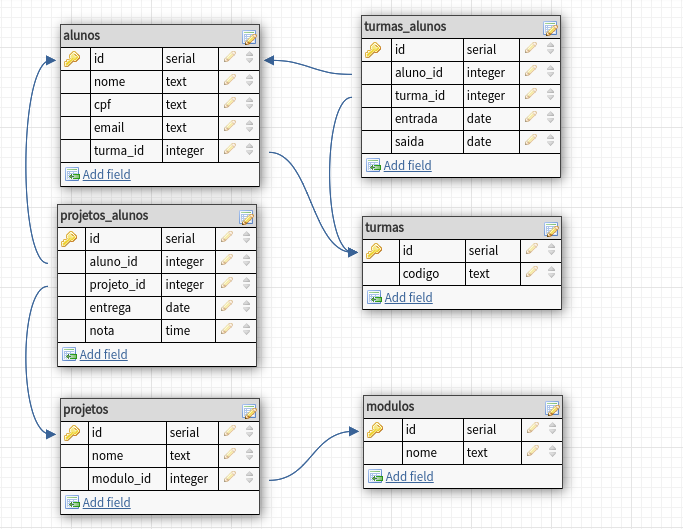 alunos
id serial
nome text
cpf text
email text
turma_id integer
Add field
turmas_alunos
id serial
aluno_id integer
turma_id integer
entrada date
saida date
Add field
projetos_alunos
id serial
aluno_id integer
projeto_id integer
entrega date
nota time
Add field
turmas
id serial
codigo text
Add field
projetos
id serial
nome text
modulo_id integer
Add field
modulos
id serial
nome text
Add field